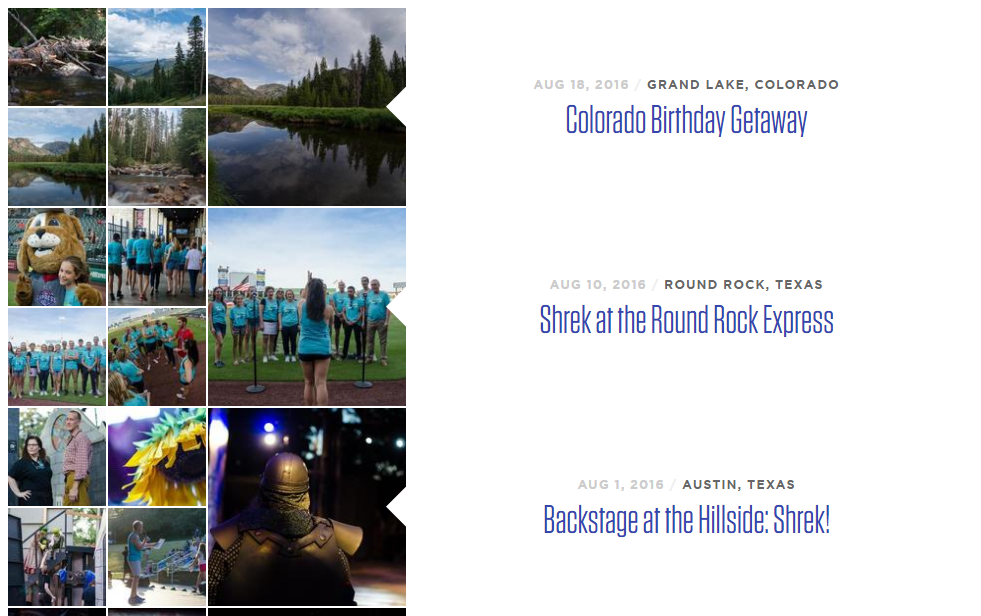 AUG 18, 2016 / GRAND LAKE, COLORADO
Colorado Birthday Getaway
AUG 10, 2016 / ROUND ROCK, TEXAS
Shrek at the Round Rock Express
AUG 1, 2016 / AUSTIN, TEXAS
Backstage at the Hillside: Shrek!